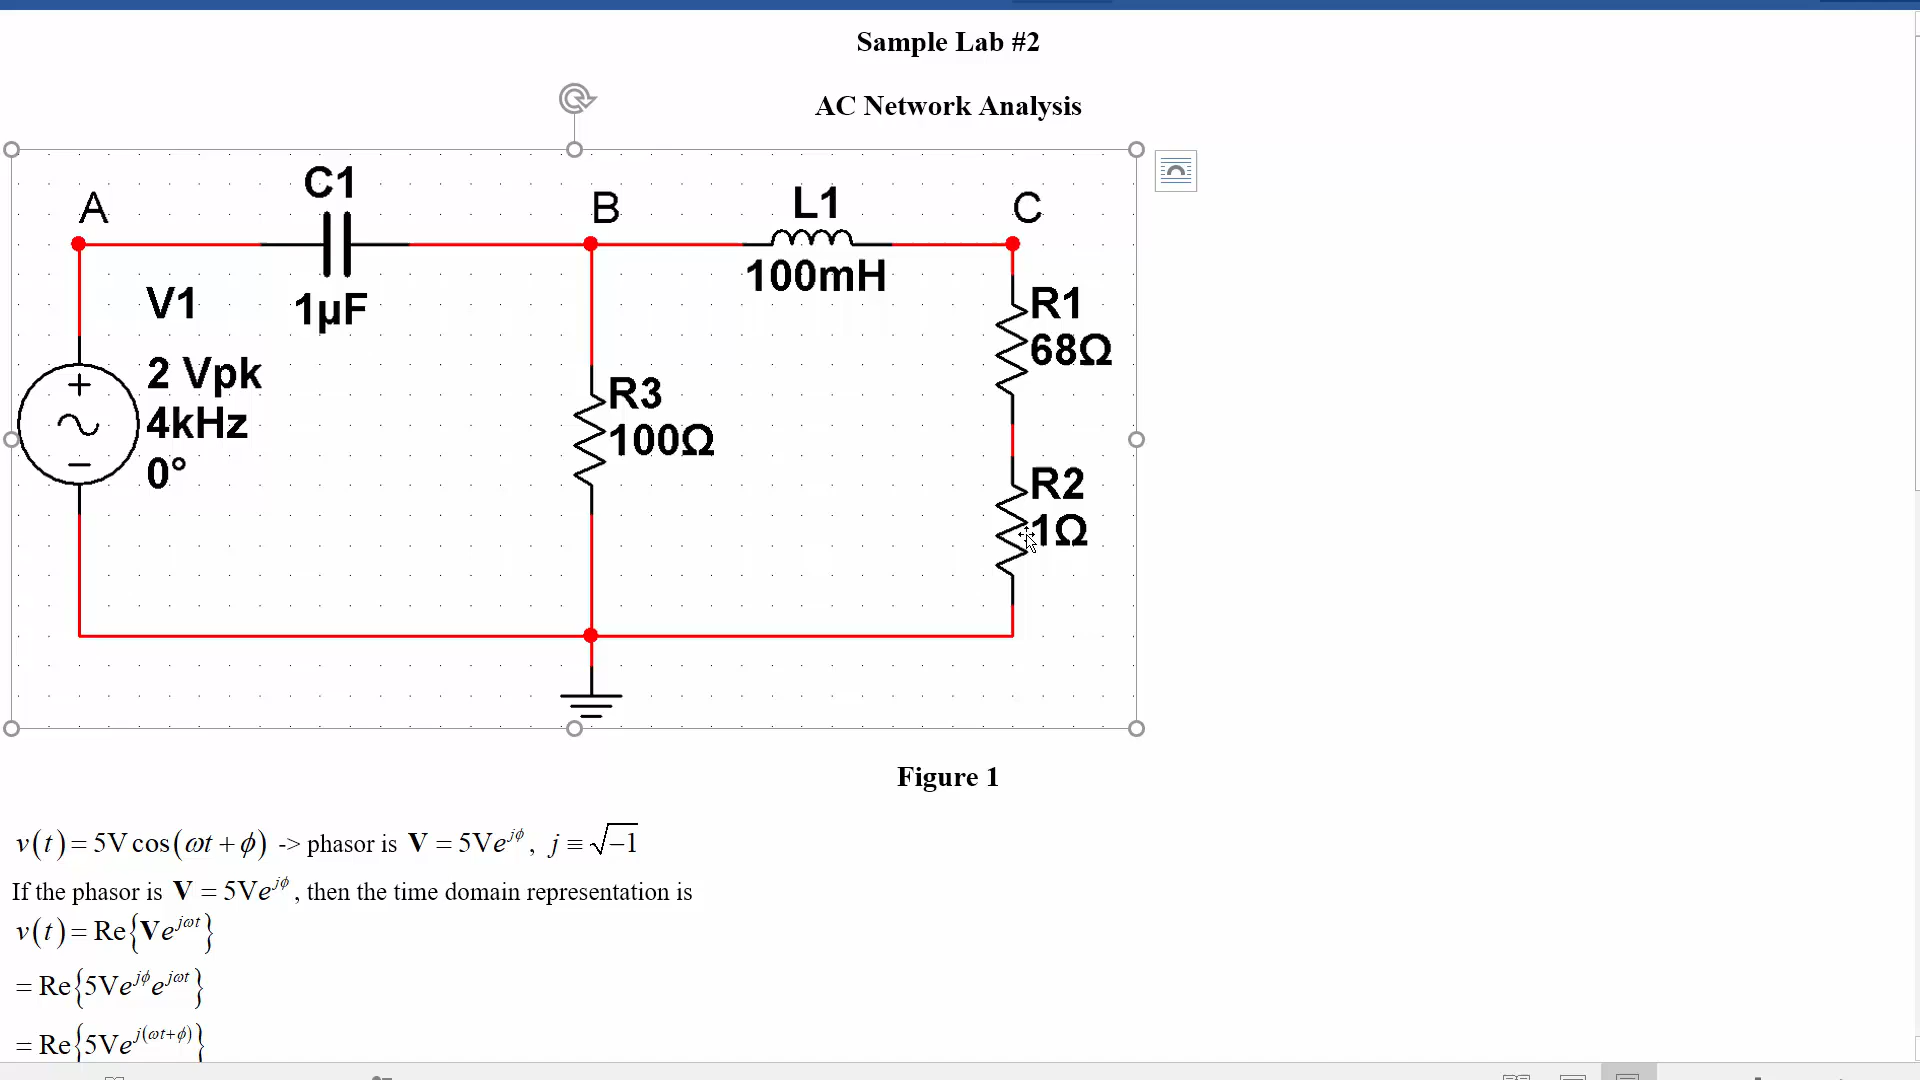 Sample Lab #2
AC Network Analysis
A
C1
B
L1
C
1µF
100mH
V1
2 Vpk
4kHz
0°
+
−
R3
100Ω
R1
68Ω
R2
1Ω
Figure 1
v(t) = 5V cos(ωt + ϕ) -> phasor is V = 5Ve^{jϕ}, j ≡ √−1
If the phasor is V = 5Ve^{jϕ}, then the time domain representation is
v(t) = Re{Ve^{jωt}}
= Re{5Ve^{jϕ}e^{jωt}}
= Re{5Ve^{j(ωt+ϕ)}}